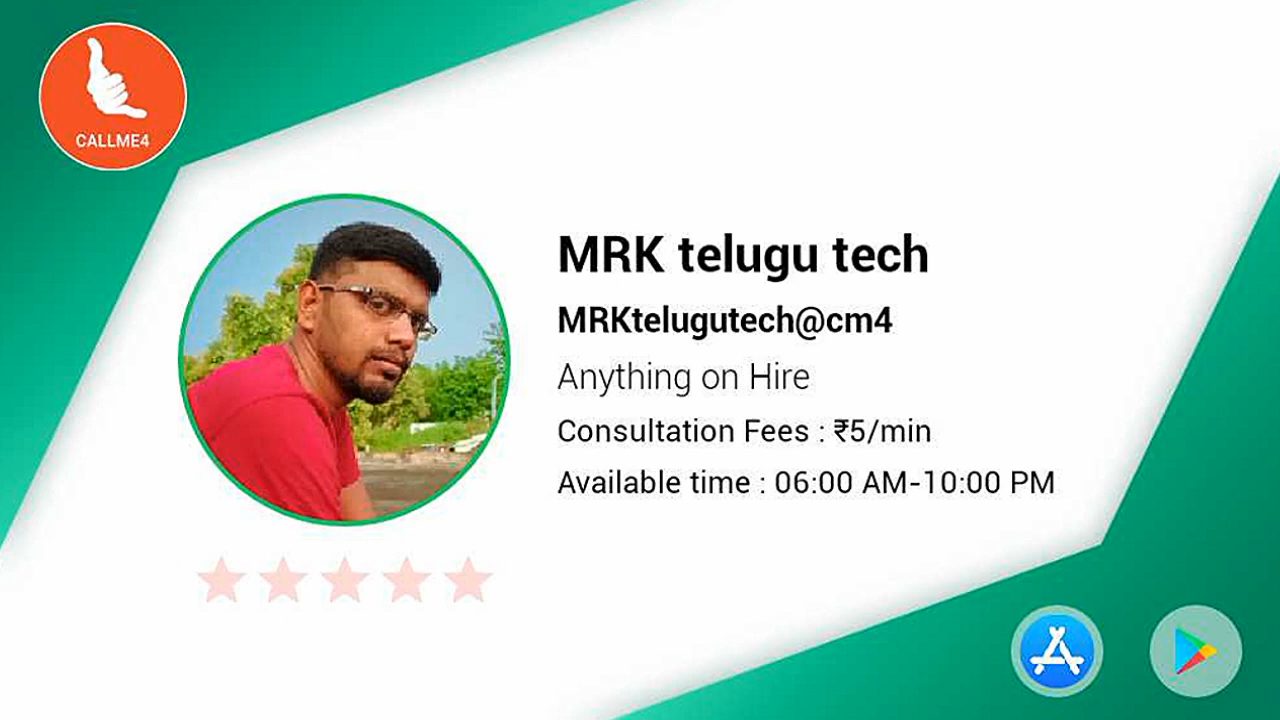 CALLME4
MRK telugu tech
MRKtelugutech@cm4
Anything on Hire
Consultation Fees : ₹5/min
Available time : 06:00 AM-10:00 PM